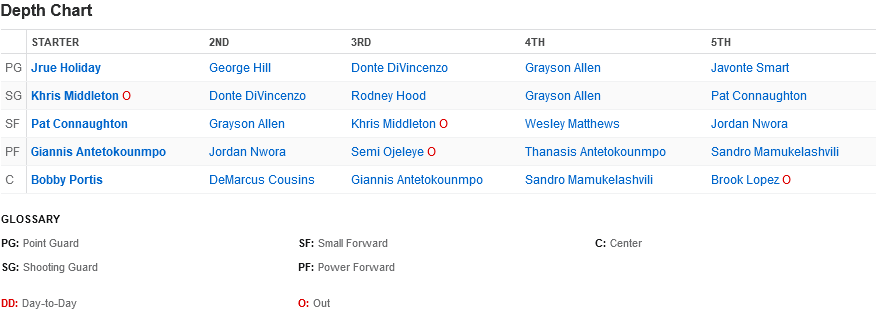 Depth Chart
STARTER 2ND 3RD 4TH 5TH
PG Jrue Holiday George Hill Donte DiVincenzo Grayson Allen Javonte Smart
SG Khris Middleton O Donte DiVincenzo Rodney Hood Grayson Allen Pat Connaughton
SF Pat Connaughton Grayson Allen Khris Middleton O Wesley Matthews Jordan Nwora
PF Giannis Antetokounmpo Jordan Nwora Semi Ojeleye O Thanasis Antetokounmpo Sandro Mamukelashvili
C Bobby Portis DeMarcus Cousins Giannis Antetokounmpo Sandro Mamukelashvili Brook Lopez O
GLOSSARY
PG: Point Guard SF: Small Forward C: Center
SG: Shooting Guard PF: Power Forward
DD: Day-to-Day O: Out